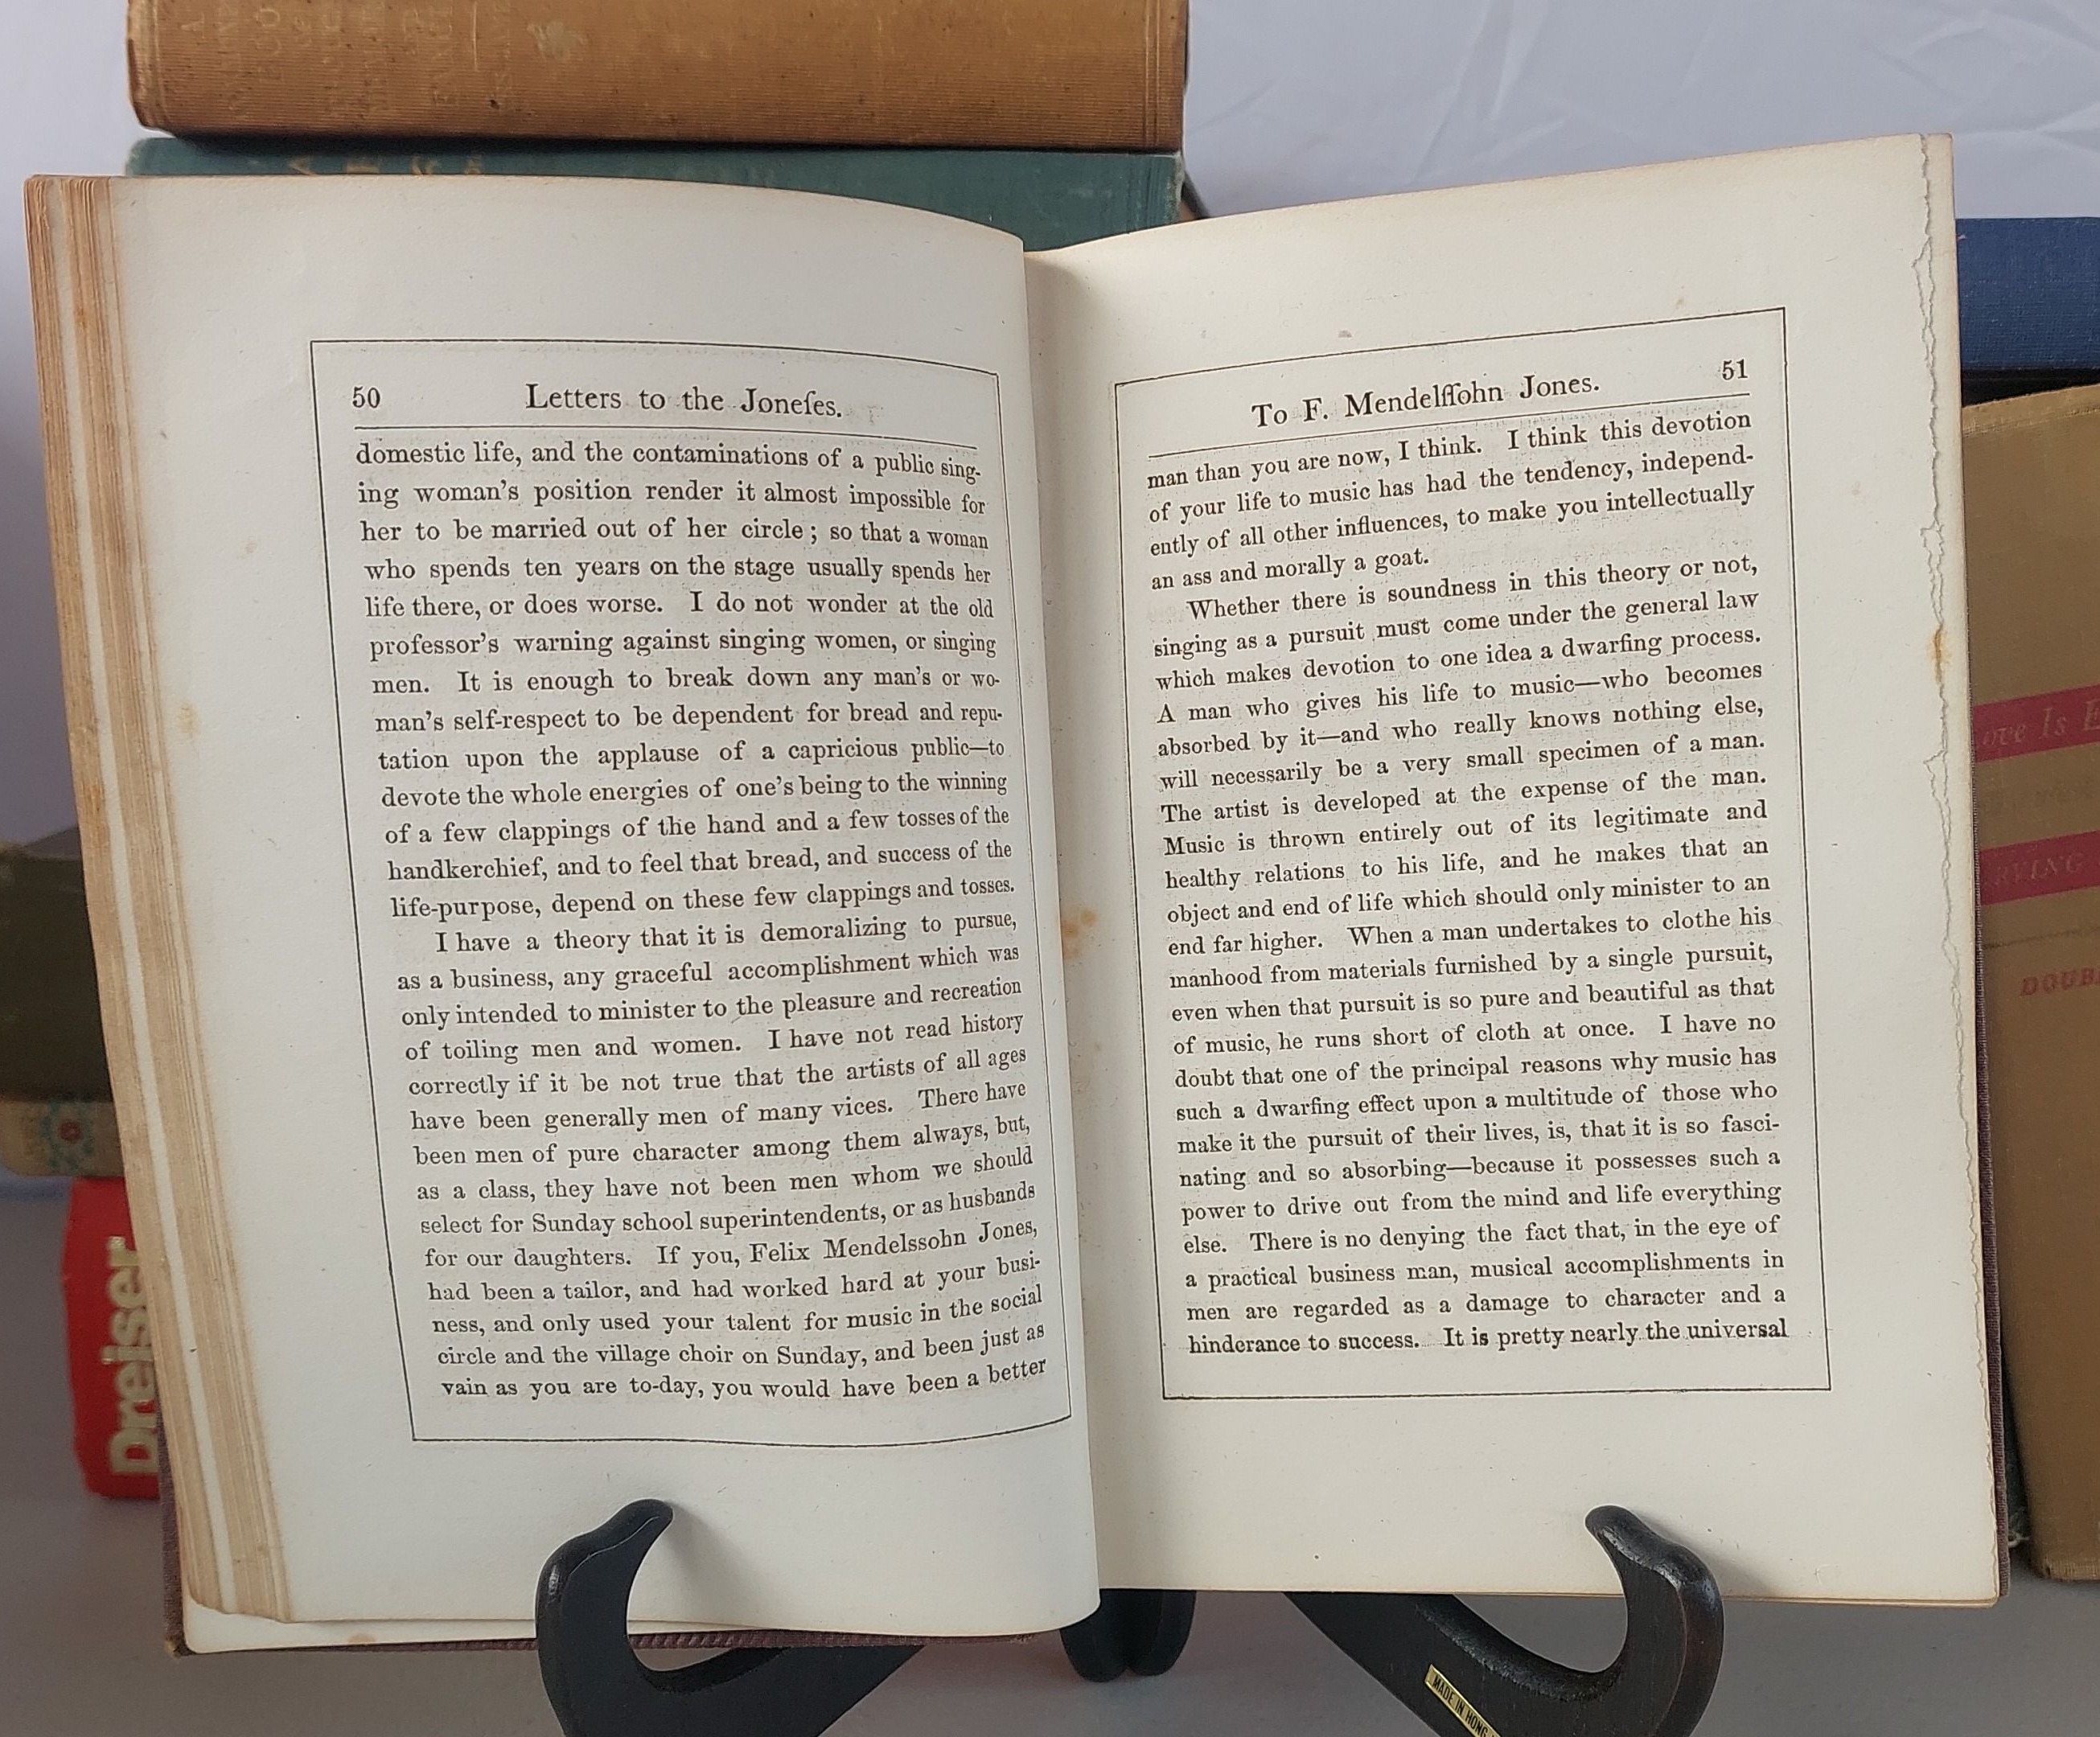 50 Letters to the Joneſes.
domestic life, and the contaminations of a public sing-
ing woman's position render it almost impossible for
her to be married out of her circle; so that a woman
who spends ten years on the stage usually spends her
life there, or does worse. I do not wonder at the old
professor's warning against singing women, or singing
men. It is enough to break down any man's or wo-
man's self-respect to be dependent for bread and repu-
tation upon the applause of a capricious public—to
devote the whole energies of one's being to the winning
of a few clappings of the hand and a few tosses of the
handkerchief, and to feel that bread, and success of the
life-purpose, depend on these few clappings and tosses.
I have a theory that it is demoralizing to pursue,
as a business, any graceful accomplishment which was
only intended to minister to the pleasure and recreation
of toiling men and women. I have not read history
correctly if it be not true that the artists of all ages
have been generally men of many vices. There have
been men of pure character among them always, but,
as a class, they have not been men whom we should
select for Sunday school superintendents, or as husbands
for our daughters. If you, Felix Mendelssohn Jones,
had been a tailor, and had worked hard at your busi-
ness, and only used your talent for music in the social
circle and the village choir on Sunday, and been just as
vain as you are to-day, you would have been a better
To F. Mendelſſohn Jones. 51
man than you are now, I think. I think this devotion
of your life to music has had the tendency, independ-
ently of all other influences, to make you intellectually
an ass and morally a goat.
Whether there is soundness in this theory or not,
singing as a pursuit must come under the general law
which makes devotion to one idea a dwarfing process.
A man who gives his life to music—who becomes
absorbed by it—and who really knows nothing else,
will necessarily be a very small specimen of a man.
The artist is developed at the expense of the man.
Music is thrown entirely out of its legitimate and
healthy relations to his life, and he makes that an
object and end of life which should only minister to an
end far higher. When a man undertakes to clothe his
manhood from materials furnished by a single pursuit,
even when that pursuit is so pure and beautiful as that
of music, he runs short of cloth at once. I have no
doubt that one of the principal reasons why music has
such a dwarfing effect upon a multitude of those who
make it the pursuit of their lives, is, that it is so fasci-
nating and so absorbing—because it possesses such a
power to drive out from the mind and life everything
else. There is no denying the fact that, in the eye of
a practical business man, musical accomplishments in
men are regarded as a damage to character and a
hinderance to success. It is pretty nearly the universal
Dreiser
Is
MADE IN HONG